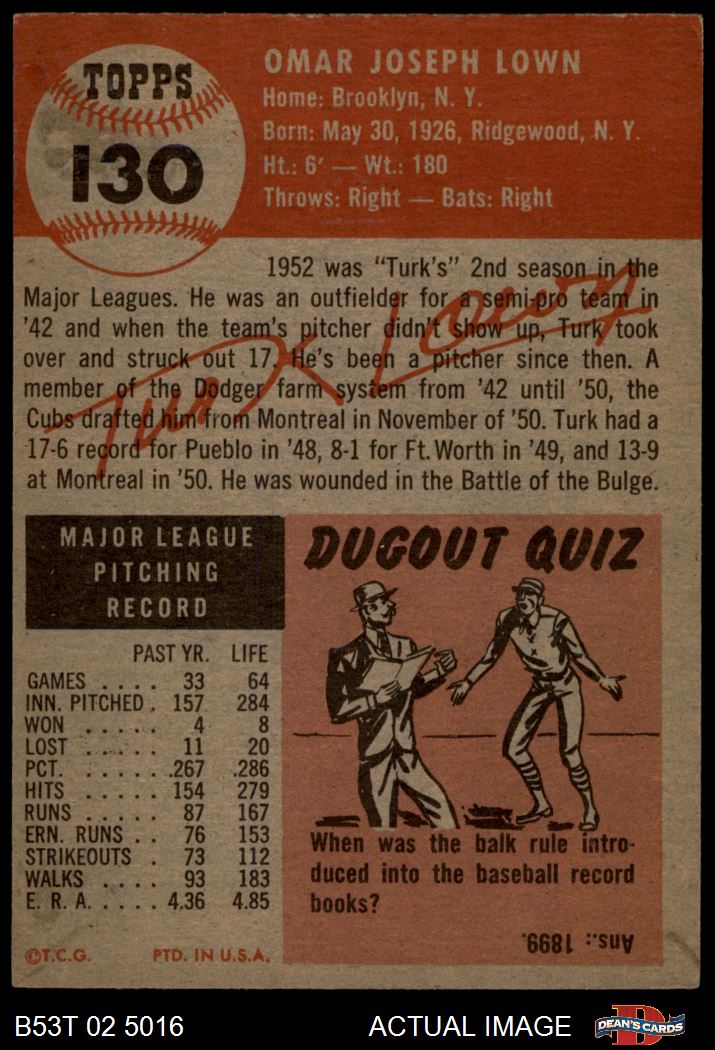 TOPPS
130
OMAR JOSEPH LOWN
Home: Brooklyn, N. Y.
Born: May 30, 1926, Ridgewood, N. Y.
Ht.: 6' — Wt.: 180
Throws: Right — Bats: Right
1952 was "Turk's" 2nd season in the
Major Leagues. He was an outfielder for a semi-pro team in
'42 and when the team's pitcher didn't show up, Turk took
over and struck out 17. He's been a pitcher since then. A
member of the Dodger farm system from '42 until '50, the
Cubs drafted him from Montreal in November of '50. Turk had a
17-6 record for Pueblo in '48, 8-1 for Ft. Worth in '49, and 13-9
at Montreal in '50. He was wounded in the Battle of the Bulge.
Turk Lown
MAJOR LEAGUE
PITCHING
RECORD
PAST YR. LIFE
GAMES . . . . 33 64
INN. PITCHED . 157 284
WON . . . . . 4 8
LOST . . . . . 11 20
PCT. . . . . . .267 .286
HITS . . . . . 154 279
RUNS . . . . . 87 167
ERN. RUNS . . 76 153
STRIKEOUTS . 73 112
WALKS . . . . 93 183
E. R. A. . . . . 4.36 4.85
©T.C.G. PTD. IN U.S.A.
DUGOUT QUIZ
When was the balk rule intro-
duced into the baseball record
books?
Ans.: 1899.
B53T 02 5016 ACTUAL IMAGE
D
DEAN'S CARDS